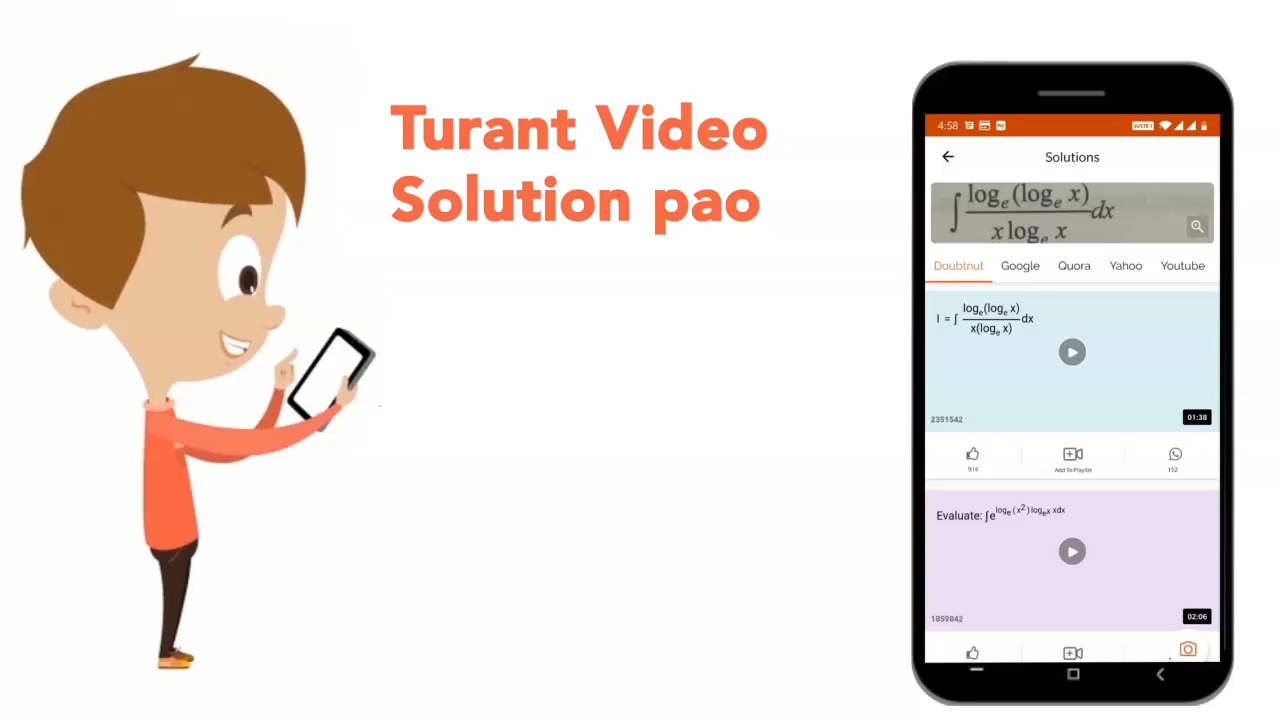 Turant Video
Solution pao
4:58
VoLTE1
Solutions
∫ logₑ(logₑ x) / x logₑ x dx
Doubtnut Google Quora Yahoo Youtube
I = ∫ logₑ(logₑ x) / x(logₑ x) dx
2351542 01:38
914 Add To Playlist 152
Evaluate: ∫e^logₑ(x²)logₑx xdx
1859842 02:06